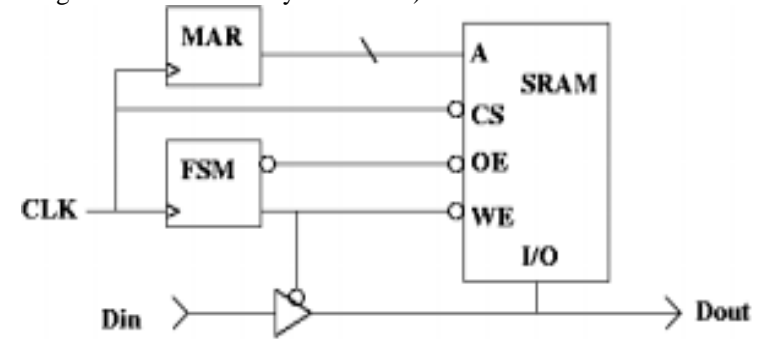 MAR
A
SRAM
CS
FSM
OE
CLK
WE
I/O
Din
Dout